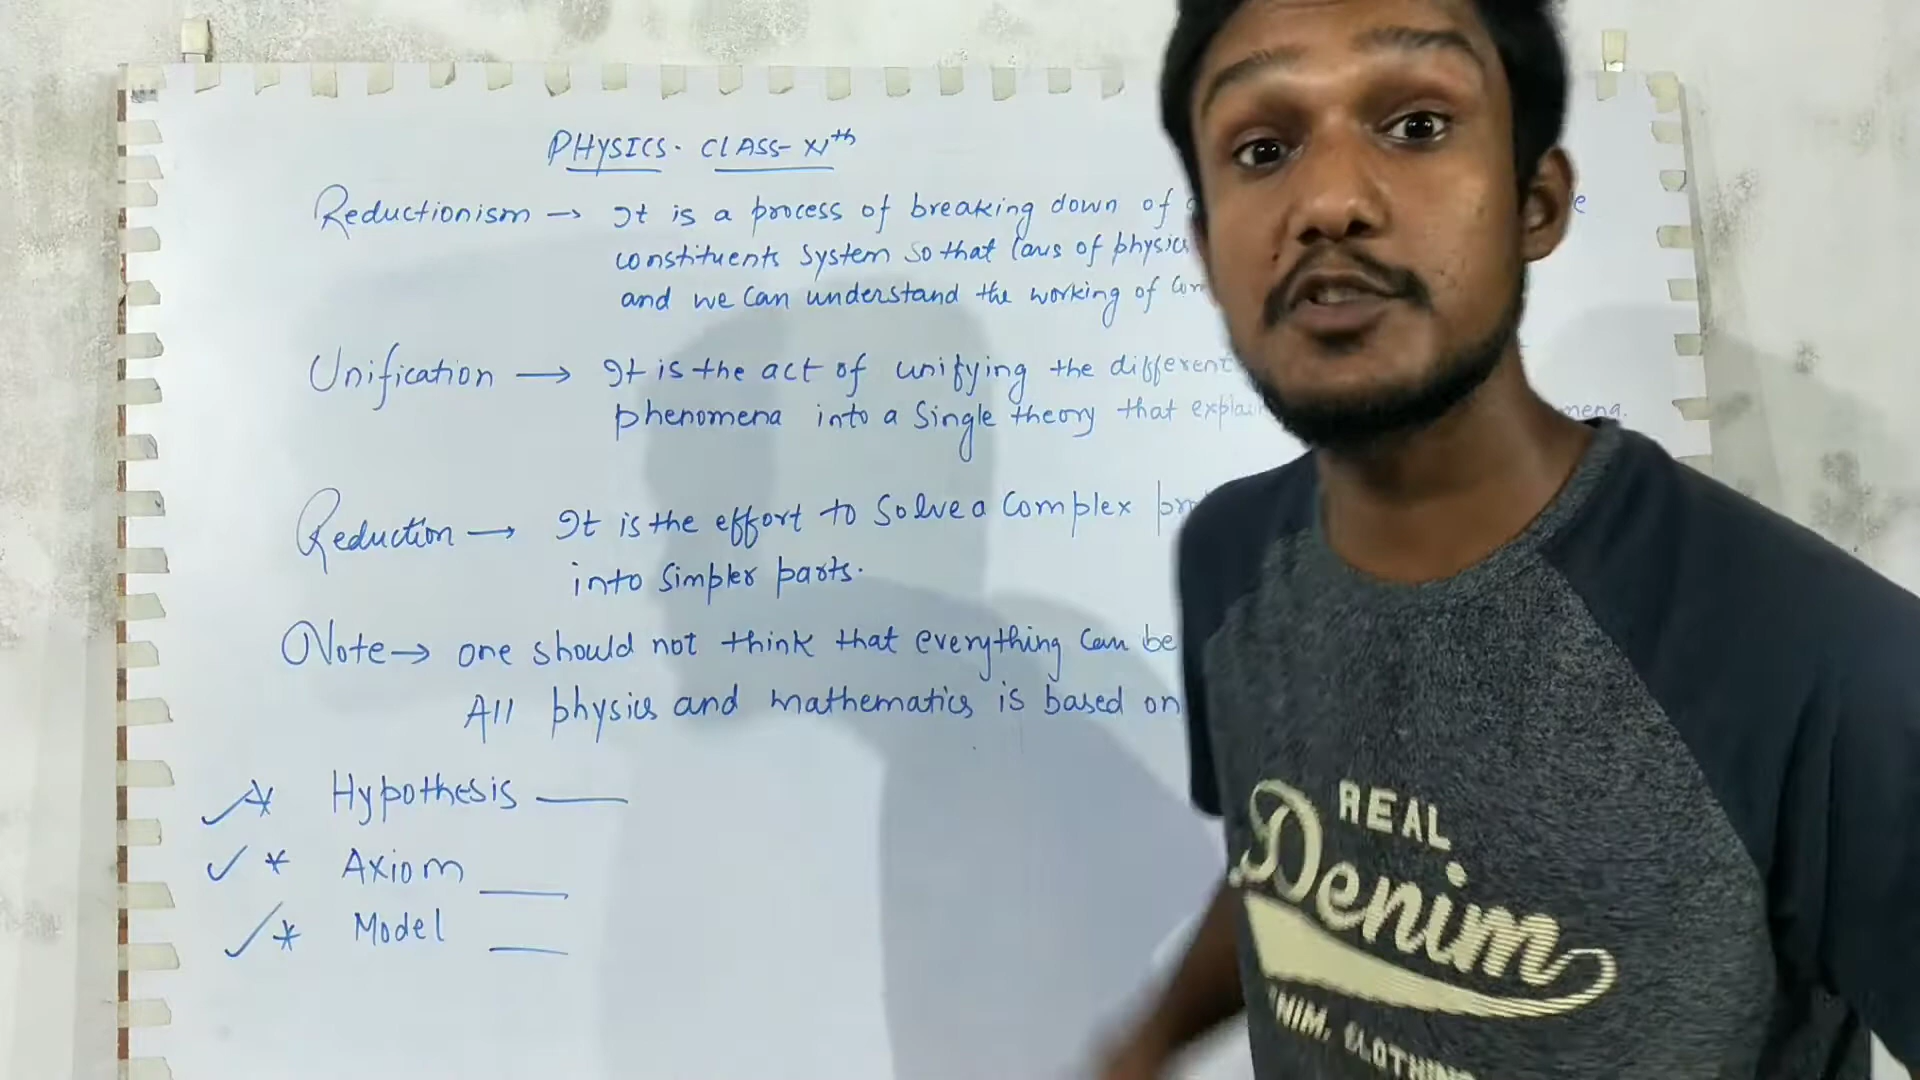 PHYSICS. CLASS-XIth
Reductionism → It is a process of breaking down of
constituents system so that laws of physics
and we can understand the working of
Unification → It is the act of unifying the different
phenomena into a single theory that explain
Reduction → It is the effort to solve a complex
into simpler parts.
Note → one should not think that everything can be
All physics and mathematics is based on
* Hypothesis
* Axiom
* Model
REAL
Denim